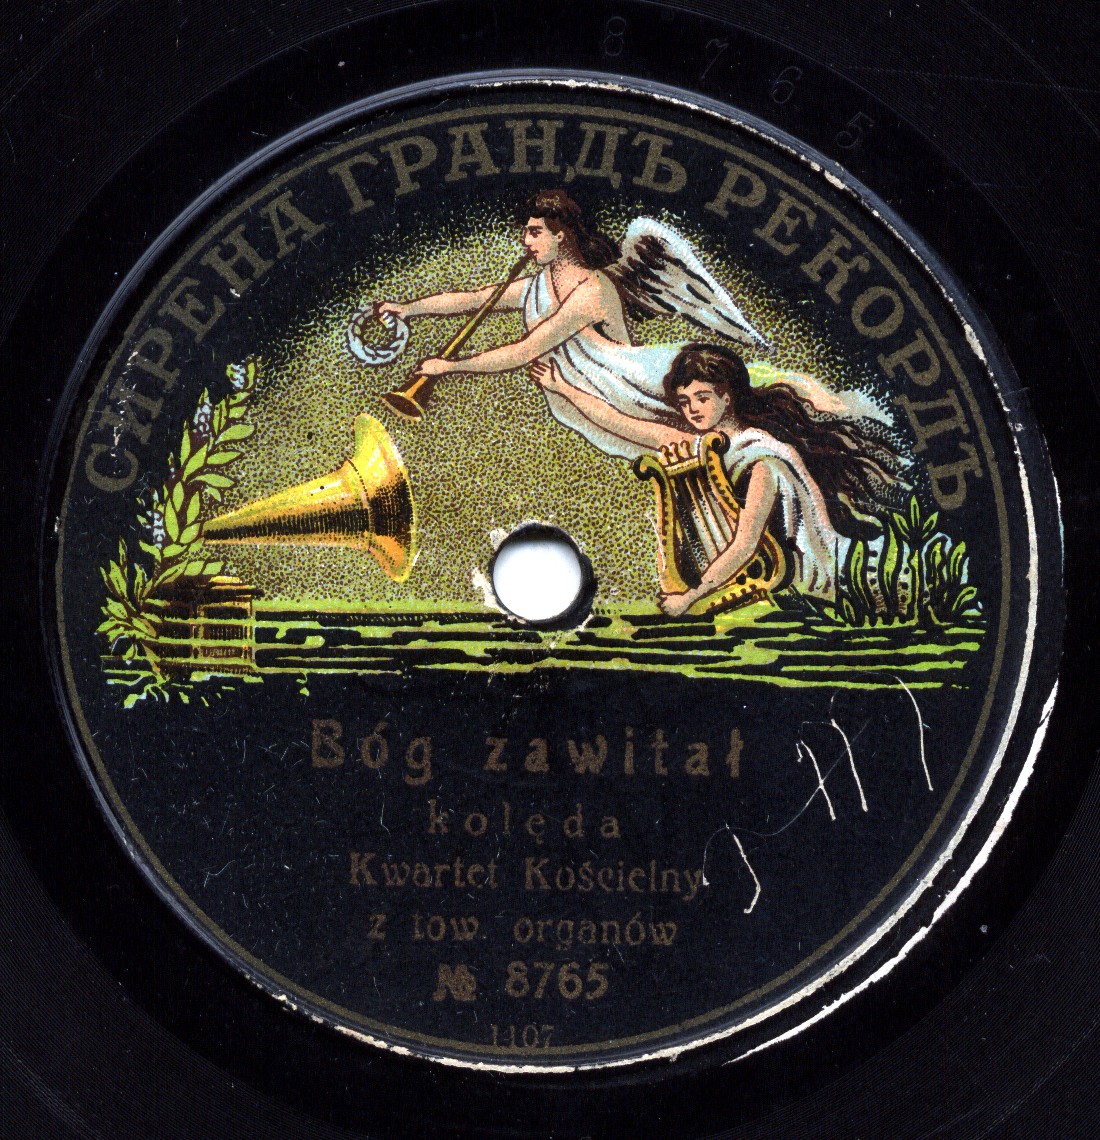 8765
СИРЕНА ГРАНДЪ РЕКОРДЪ
Bóg zawitał
kolęda
Kwartet Kościelny
z tow. organów
№ 8765
1107